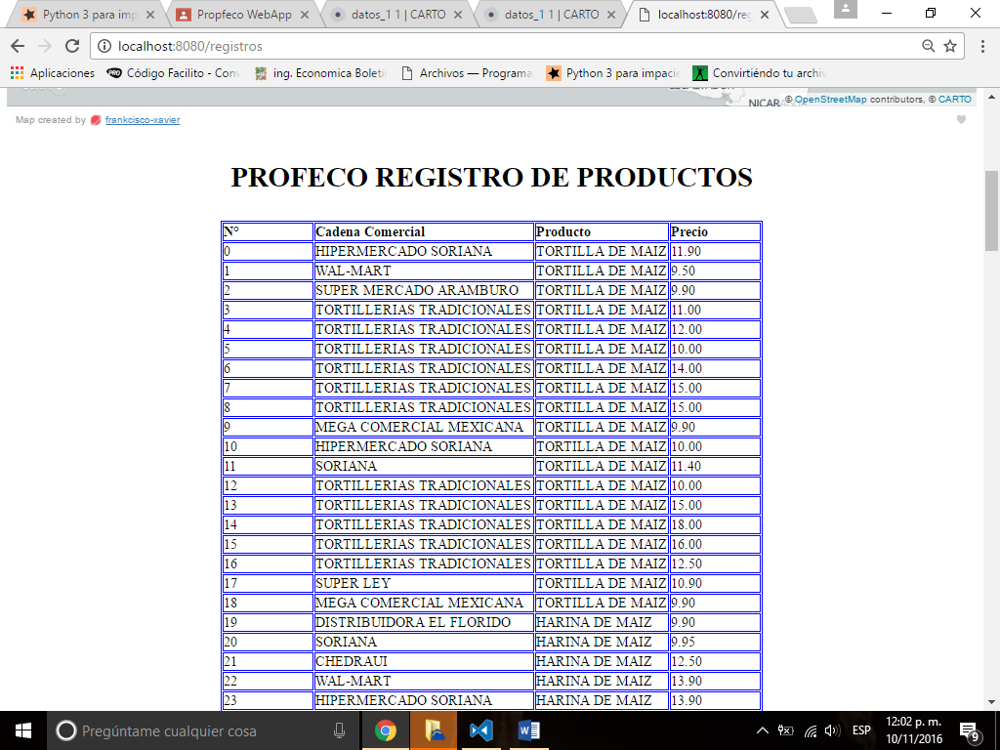 Python 3 para imp
Propfeco WebApp
datos_1 1 | CARTO
datos_1 1 | CARTO
localhost:8080/reg
localhost:8080/registros
Aplicaciones
Código Facilito - Conv
ing. Economica Boletí
Archivos — Programa
Python 3 para impacie
Convirtiéndo tu archiv
NICARA
© OpenStreetMap contributors, © CARTO
Map created by frankcisco-xavier
PROFECO REGISTRO DE PRODUCTOS
N° Cadena Comercial Producto Precio
0 HIPERMERCADO SORIANA TORTILLA DE MAIZ 11.90
1 WAL-MART TORTILLA DE MAIZ 9.50
2 SUPER MERCADO ARAMBURO TORTILLA DE MAIZ 9.90
3 TORTILLERIAS TRADICIONALES TORTILLA DE MAIZ 11.00
4 TORTILLERIAS TRADICIONALES TORTILLA DE MAIZ 12.00
5 TORTILLERIAS TRADICIONALES TORTILLA DE MAIZ 10.00
6 TORTILLERIAS TRADICIONALES TORTILLA DE MAIZ 14.00
7 TORTILLERIAS TRADICIONALES TORTILLA DE MAIZ 15.00
8 TORTILLERIAS TRADICIONALES TORTILLA DE MAIZ 15.00
9 MEGA COMERCIAL MEXICANA TORTILLA DE MAIZ 9.90
10 HIPERMERCADO SORIANA TORTILLA DE MAIZ 10.00
11 SORIANA TORTILLA DE MAIZ 11.40
12 TORTILLERIAS TRADICIONALES TORTILLA DE MAIZ 10.00
13 TORTILLERIAS TRADICIONALES TORTILLA DE MAIZ 15.00
14 TORTILLERIAS TRADICIONALES TORTILLA DE MAIZ 18.00
15 TORTILLERIAS TRADICIONALES TORTILLA DE MAIZ 16.00
16 TORTILLERIAS TRADICIONALES TORTILLA DE MAIZ 12.50
17 SUPER LEY TORTILLA DE MAIZ 10.90
18 MEGA COMERCIAL MEXICANA TORTILLA DE MAIZ 9.90
19 DISTRIBUIDORA EL FLORIDO HARINA DE MAIZ 9.90
20 SORIANA HARINA DE MAIZ 9.95
21 CHEDRAUI HARINA DE MAIZ 12.50
22 WAL-MART HARINA DE MAIZ 13.90
23 HIPERMERCADO SORIANA HARINA DE MAIZ 13.90
Pregúntame cualquier cosa
ESP
12:02 p. m.
10/11/2016
9